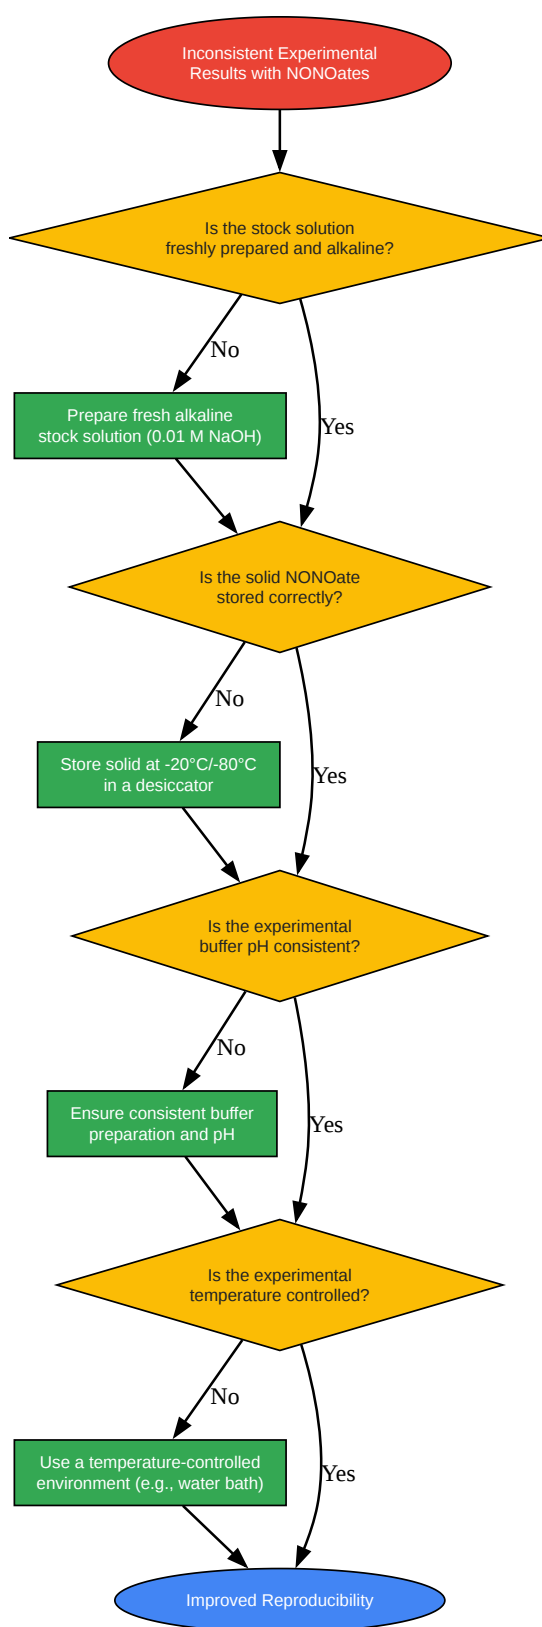 Inconsistent Experimental
Results with NONOates
Is the stock solution
freshly prepared and alkaline?
No
Yes
Prepare fresh alkaline
stock solution (0.01 M NaOH)
Is the solid NONOate
stored correctly?
No
Yes
Store solid at -20°C/-80°C
in a desiccator
Is the experimental
buffer pH consistent?
No
Yes
Ensure consistent buffer
preparation and pH
Is the experimental
temperature controlled?
No
Yes
Use a temperature-controlled
environment (e.g., water bath)
Improved Reproducibility